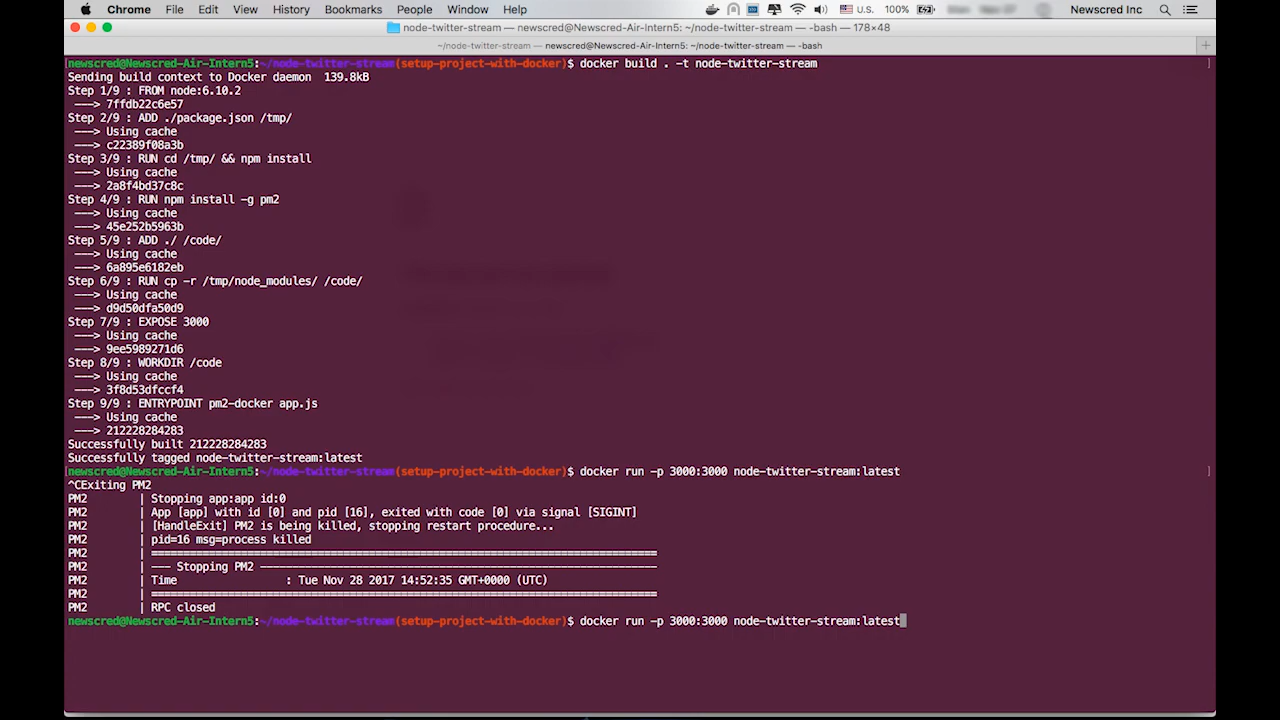 Chrome File Edit View History Bookmarks People Window Help U.S. 100% Newscred Inc
node-twitter-stream — newscred@Newscred-Air-Intern5: ~/node-twitter-stream — -bash — 178×48
~/node-twitter-stream — -bash newscred@Newscred-Air-Intern5: ~/node-twitter-stream — -bash
newscred@Newscred-Air-Intern5:~/node-twitter-stream(setup-project-with-docker)$ docker build . -t node-twitter-stream
Sending build context to Docker daemon  139.8kB
Step 1/9 : FROM node:6.10.2
---> 7ffdb22c6e57
Step 2/9 : ADD ./package.json /tmp/
---> Using cache
---> c22389f08a3b
Step 3/9 : RUN cd /tmp/ && npm install
---> Using cache
---> 2a8f4bd37c8c
Step 4/9 : RUN npm install -g pm2
---> Using cache
---> 45e252b5963b
Step 5/9 : ADD ./ /code/
---> Using cache
---> 6a895e6182eb
Step 6/9 : RUN cp -r /tmp/node_modules/ /code/
---> Using cache
---> d9d50dfa50d9
Step 7/9 : EXPOSE 3000
---> Using cache
---> 9ee5989271d6
Step 8/9 : WORKDIR /code
---> Using cache
---> 3f8d53dfccf4
Step 9/9 : ENTRYPOINT pm2-docker app.js
---> Using cache
---> 212228284283
Successfully built 212228284283
Successfully tagged node-twitter-stream:latest
newscred@Newscred-Air-Intern5:~/node-twitter-stream(setup-project-with-docker)$ docker run -p 3000:3000 node-twitter-stream:latest
^CExiting PM2
PM2 | Stopping app:app id:0
PM2 | App [app] with id [0] and pid [16], exited with code [0] via signal [SIGINT]
PM2 | [HandleExit] PM2 is being killed, stopping restart procedure...
PM2 | pid=16 msg=process killed
PM2 | ===============================================================================
PM2 | --- Stopping PM2 --------------------------------------------------------------
PM2 | Time : Tue Nov 28 2017 14:52:35 GMT+0000 (UTC)
PM2 | ===============================================================================
PM2 | RPC closed
newscred@Newscred-Air-Intern5:~/node-twitter-stream(setup-project-with-docker)$ docker run -p 3000:3000 node-twitter-stream:latest